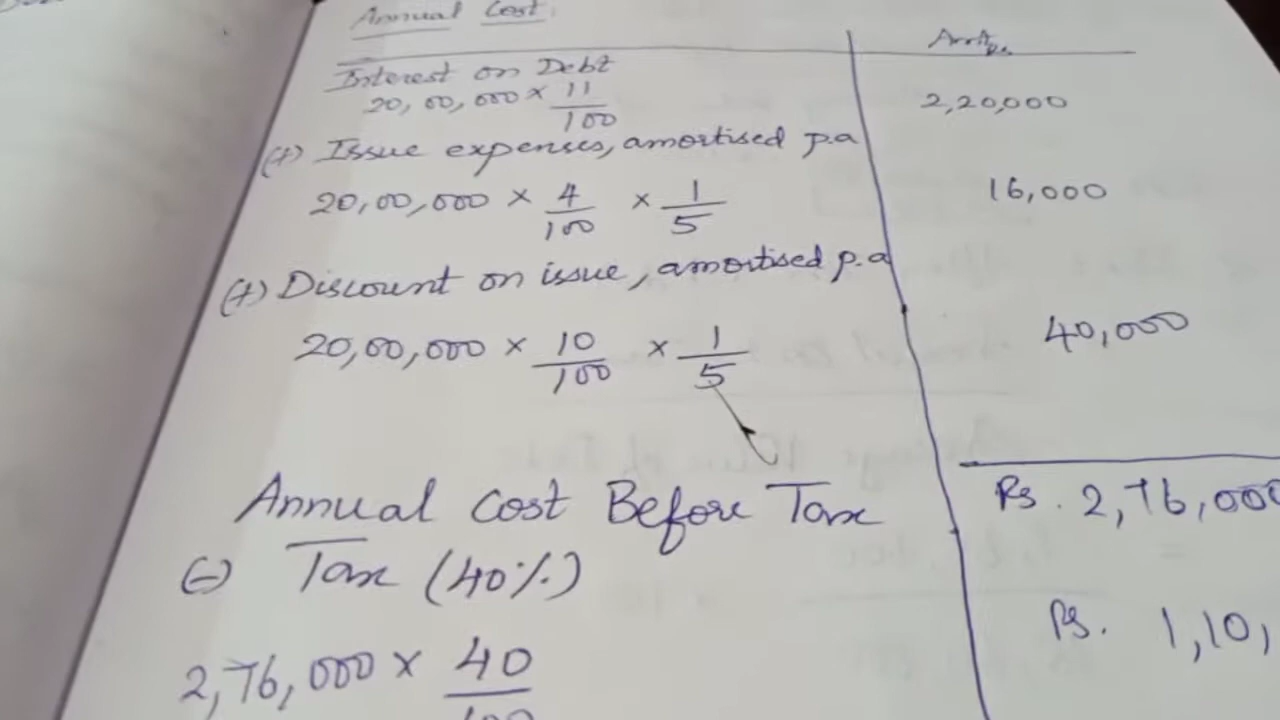 Annual Cost
Amt
Interest on Debt
20,00,000 × 11/100 2,20,000
(+) Issue expenses, amortised p.a
20,00,000 × 4/100 × 1/5 16,000
(+) Discount on issue, amortised p.a
20,00,000 × 10/100 × 1/5 40,000
Annual Cost Before Tax Rs. 2,76,000
(-) Tax (40%)
Rs. 1,10,
2,76,000 × 40/100